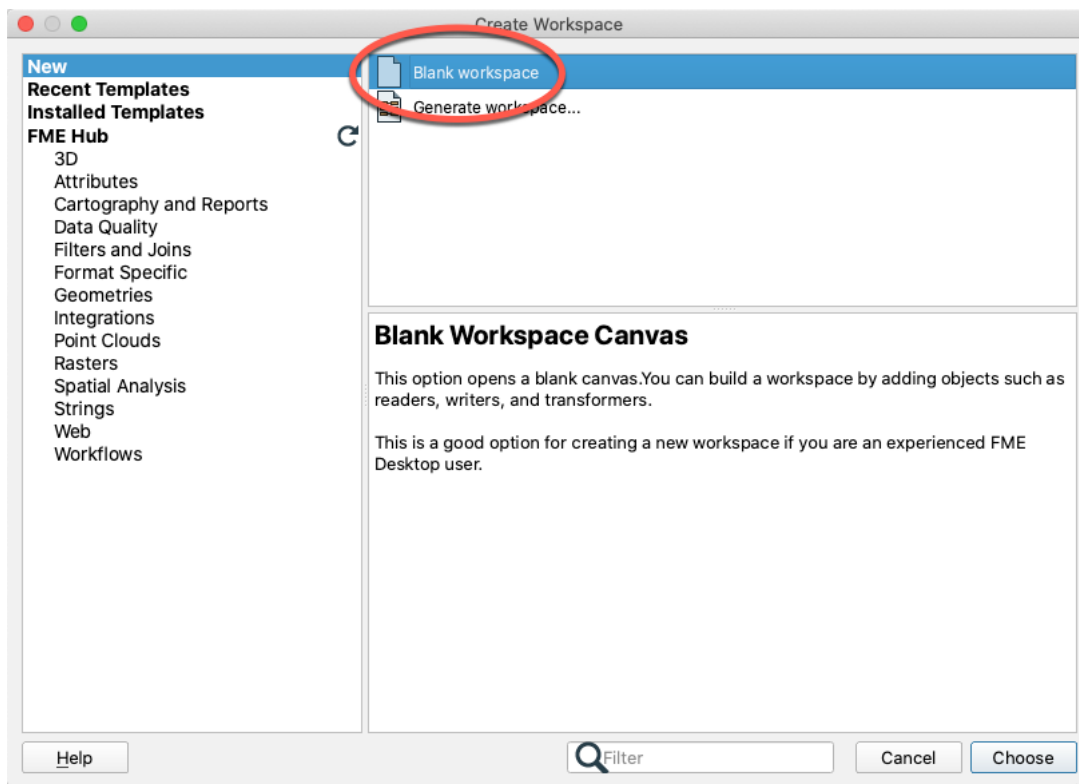 Create Workspace
New
Recent Templates
Installed Templates
FME Hub
3D
Attributes
Cartography and Reports
Data Quality
Filters and Joins
Format Specific
Geometries
Integrations
Point Clouds
Rasters
Spatial Analysis
Strings
Web
Workflows
Blank workspace
Generate workspace...
Blank Workspace Canvas
This option opens a blank canvas.You can build a workspace by adding objects such as
readers, writers, and transformers.
This is a good option for creating a new workspace if you are an experienced FME
Desktop user.
Help
Filter
Cancel
Choose